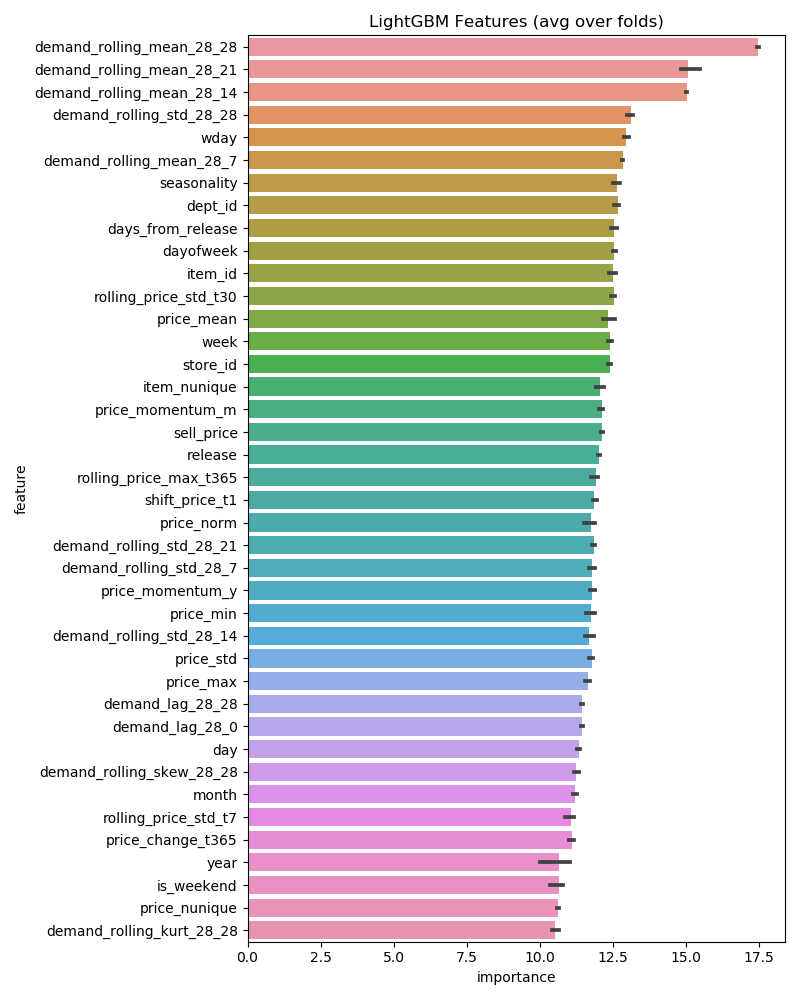 LightGBM Features (avg over folds)
demand_rolling_mean_28_28
demand_rolling_mean_28_21
demand_rolling_mean_28_14
demand_rolling_std_28_28
wday
demand_rolling_mean_28_7
seasonality
dept_id
days_from_release
dayofweek
item_id
rolling_price_std_t30
price_mean
week
store_id
item_nunique
price_momentum_m
sell_price
release
rolling_price_max_t365
shift_price_t1
price_norm
demand_rolling_std_28_21
demand_rolling_std_28_7
price_momentum_y
price_min
demand_rolling_std_28_14
price_std
price_max
demand_lag_28_28
demand_lag_28_0
day
demand_rolling_skew_28_28
month
rolling_price_std_t7
price_change_t365
year
is_weekend
price_nunique
demand_rolling_kurt_28_28
feature
0.0 2.5 5.0 7.5 10.0 12.5 15.0 17.5
importance